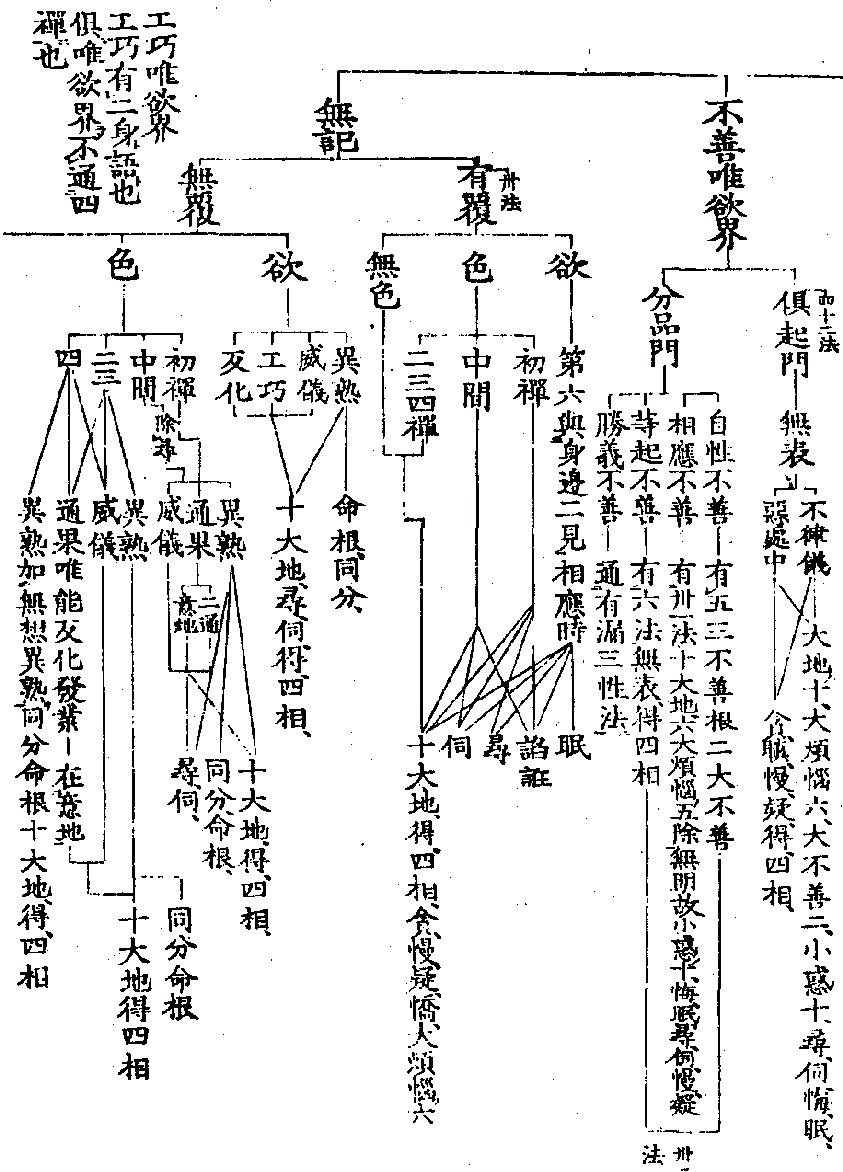 不善唯欲界
四十二法
俱起門
無表
不律儀
惡處中
大地十、大煩惱六、大不善二、小惑十、尋、伺、悔、眠、
貪、瞋、慢、疑、得、四相、
分品門
自性不善
有五三不善根二大不善
相應不善
有卅一法十大地六大煩惱五除無明故小惑十、悔、眠、尋、伺、慢、疑
等起不善
有六法無表得四相
勝義不善
通有漏三性法
卅
法
無記
卅法
有覆
欲
第六與身邊二見相應時
色
初禪
中間
二三四禪
無色
眠
諂誑
尋
伺
十大地、得、四相、貪、慢、疑、憍、大煩惱六
無覆
欲
異熟
威儀
工巧
変化
命根、同分、
十大地、尋伺、得、四相、
色
初禪
中間
除尋
二三
四
異熟
通果
威儀
二通
意地
十大地、得、四相、
同分、命根、
尋伺、
異熟
威儀
通果唯能変化發業
在意地
異熟加無想異熟、同分命根十大地、得、四相
同分命根
十大地得四相
工巧唯欲界
工巧有二身語也
俱唯欲界不通四
禪也